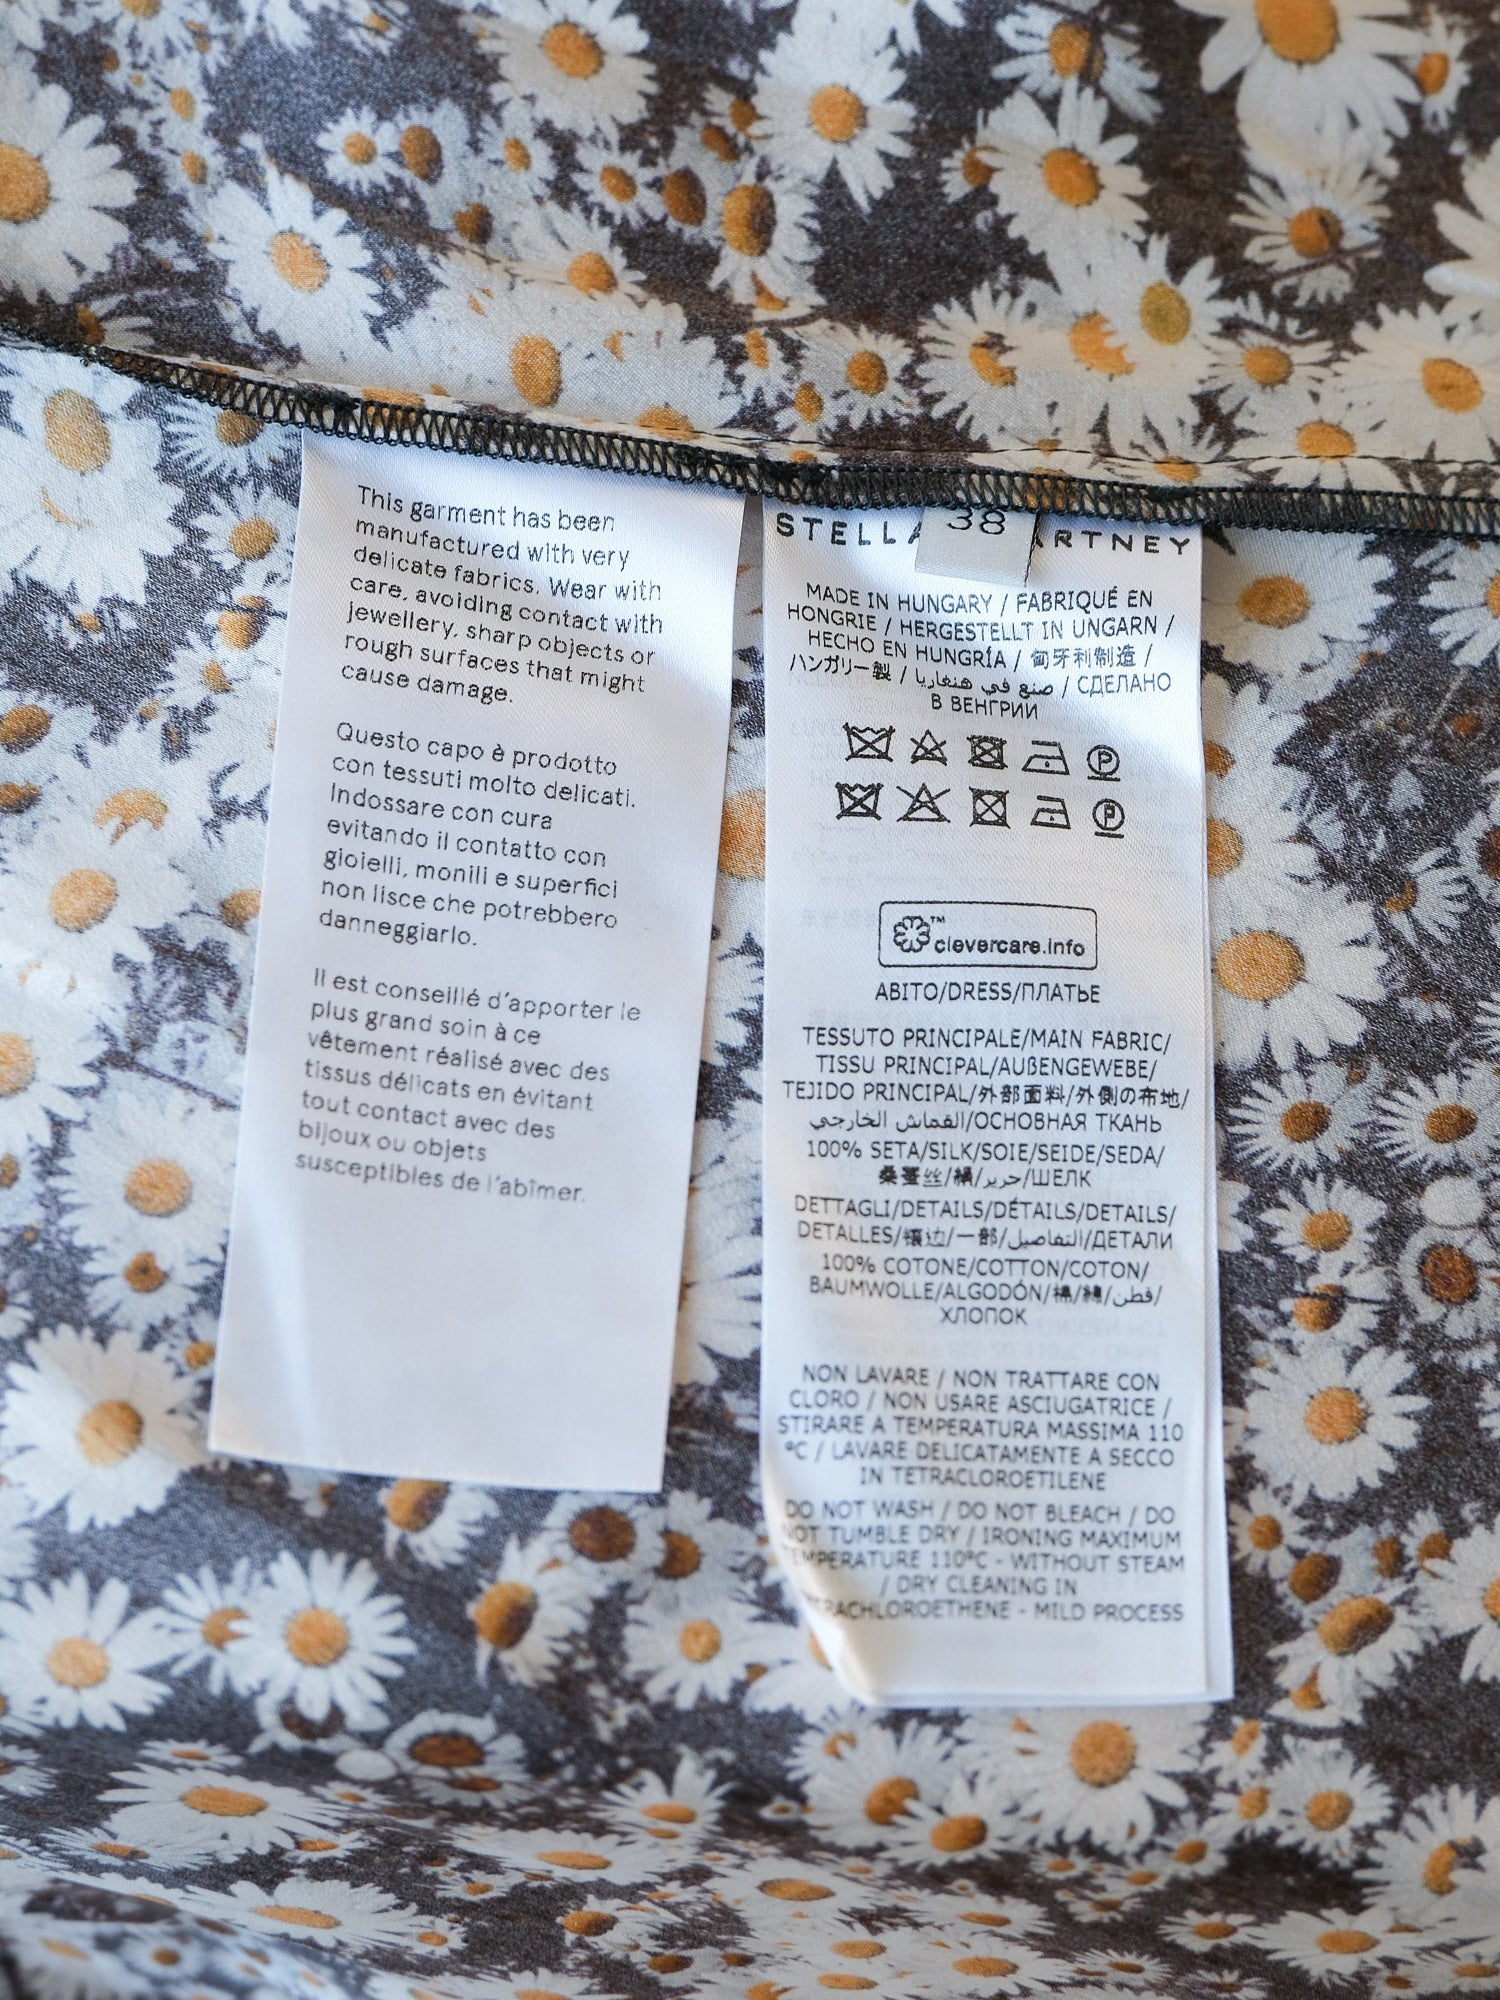 This garment has been
manufactured with very
delicate fabrics. Wear with
care, avoiding contact with
jewellery, sharp objects or
rough surfaces that might
cause damage.
Questo capo è prodotto
con tessuti molto delicati.
Indossare con cura
evitando il contatto con
gioielli, monili e superfici
non lisce che potrebbero
danneggiarlo.
Il est conseillé d'apporter le
plus grand soin à ce
vêtement réalisé avec des
tissus délicats en évitant
tout contact avec des
bijoux ou objets
susceptibles de l'abîmer.
38
STELLA RTNEY
MADE IN HUNGARY / FABRIQUÉ EN
HONGRIE / HERGESTELLT IN UNGARN /
HECHO EN HUNGRÍA / 匈牙利制造 /
ハンガリー製 / صنع في هنغاريا / СДЕЛАНО
В ВЕНГРИИ
P
P
™ clevercare.info
ABITO/DRESS/ПЛАТЬЕ
TESSUTO PRINCIPALE/MAIN FABRIC/
TISSU PRINCIPAL/AUßENGEWEBE/
TEJIDO PRINCIPAL/外部面料/外側の布地/
القماش الخارجي/ОСНОВНАЯ ТКАНЬ
100% SETA/SILK/SOIE/SEIDE/SEDA/
桑蚕丝/絹/حرير/ШЕЛК
DETTAGLI/DETAILS/DÉTAILS/DETAILS/
DETALLES/镶边/一部/التفاصيل/ДЕТАЛИ
100% COTONE/COTTON/COTON/
BAUMWOLLE/ALGODÓN/棉/綿/قطن/
ХЛОПОК
NON LAVARE / NON TRATTARE CON
CLORO / NON USARE ASCIUGATRICE /
STIRARE A TEMPERATURA MASSIMA 110
°C / LAVARE DELICATAMENTE A SECCO
IN TETRACLOROETILENE
DO NOT WASH / DO NOT BLEACH / DO
NOT TUMBLE DRY / IRONING MAXIMUM
TEMPERATURE 110°C - WITHOUT STEAM
/ DRY CLEANING IN
RACHLOROETHENE - MILD PROCESS